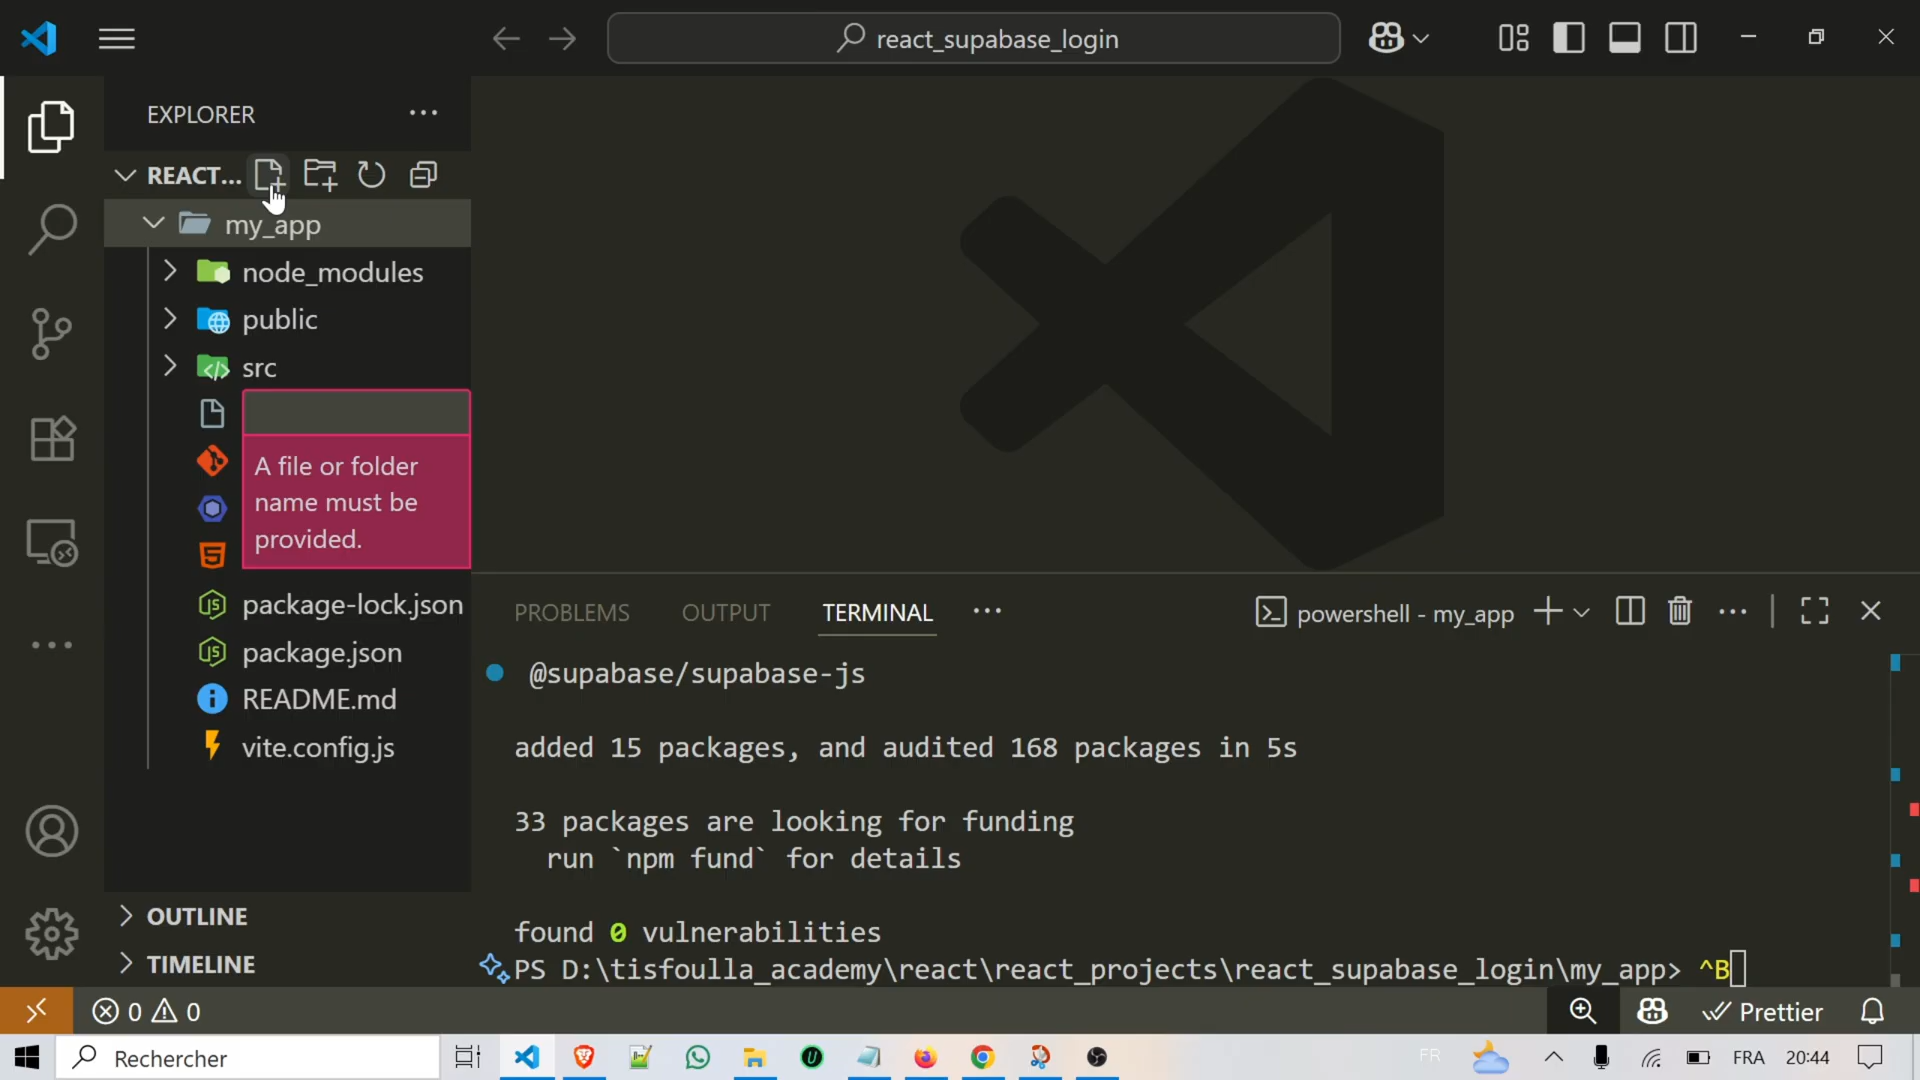 react_supabase_login
EXPLORER
REACT...
my_app
node_modules
public
src
A file or folder
name must be
provided.
package-lock.json
package.json
README.md
vite.config.js
OUTLINE
TIMELINE
PROBLEMS
OUTPUT
TERMINAL
powershell - my_app
@supabase/supabase-js
added 15 packages, and audited 168 packages in 5s
33 packages are looking for funding
run `npm fund` for details
found 0 vulnerabilities
PS D:\tisfoulla_academy\react\react_projects\react_supabase_login\my_app> ^B
0 0
Prettier
Rechercher
FR
FRA
20:44